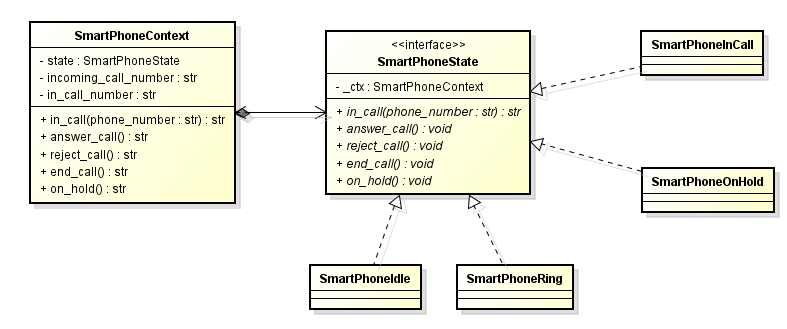 SmartPhoneContext
- state : SmartPhoneState
- incoming_call_number : str
- in_call_number : str
+ in_call(phone_number : str) : str
+ answer_call() : str
+ reject_call() : str
+ end_call() : str
+ on_hold() : str
<<interface>>
SmartPhoneState
- _ctx : SmartPhoneContext
+ in_call(phone_number : str) : str
+ answer_call() : void
+ reject_call() : void
+ end_call() : void
+ on_hold() : void
SmartPhoneInCall
SmartPhoneOnHold
SmartPhoneIdle
SmartPhoneRing